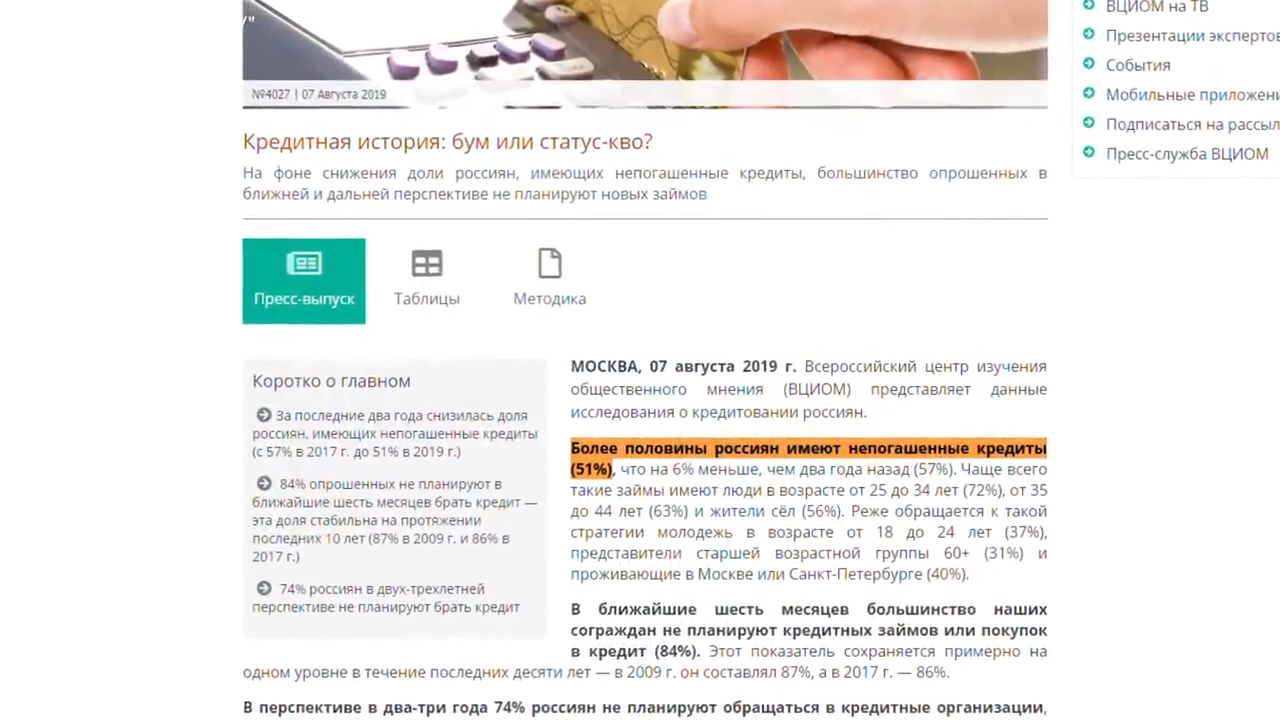 /"
№4027 | 07 Августа 2019
Кредитная история: бум или статус-кво?
На фоне снижения доли россиян, имеющих непогашенные кредиты, большинство опрошенных в
ближней и дальней перспективе не планируют новых займов
Пресс-выпуск
Таблицы
Методика
Коротко о главном
За последние два года снизилась доля
россиян, имеющих непогашенные кредиты
(с 57% в 2017 г. до 51% в 2019 г.)
84% опрошенных не планируют в
ближайшие шесть месяцев брать кредит —
эта доля стабильна на протяжении
последних 10 лет (87% в 2009 г. и 86% в
2017 г.)
74% россиян в двух-трехлетней
перспективе не планируют брать кредит
МОСКВА, 07 августа 2019 г. Всероссийский центр изучения
общественного мнения (ВЦИОМ) представляет данные
исследования о кредитовании россиян.
Более половины россиян имеют непогашенные кредиты
(51%), что на 6% меньше, чем два года назад (57%). Чаще всего
такие займы имеют люди в возрасте от 25 до 34 лет (72%), от 35
до 44 лет (63%) и жители сёл (56%). Реже обращается к такой
стратегии молодежь в возрасте от 18 до 24 лет (37%),
представители старшей возрастной группы 60+ (31%) и
проживающие в Москве или Санкт-Петербурге (40%).
В ближайшие шесть месяцев большинство наших
сограждан не планируют кредитных займов или покупок
в кредит (84%). Этот показатель сохраняется примерно на
одном уровне в течение последних десяти лет — в 2009 г. он составлял 87%, а в 2017 г. — 86%.
В перспективе в два-три года 74% россиян не планируют обращаться в кредитные организации,
ВЦИОМ на ТВ
Презентации экспертов
События
Мобильные приложени
Подписаться на рассыл
Пресс-служба ВЦИОМ